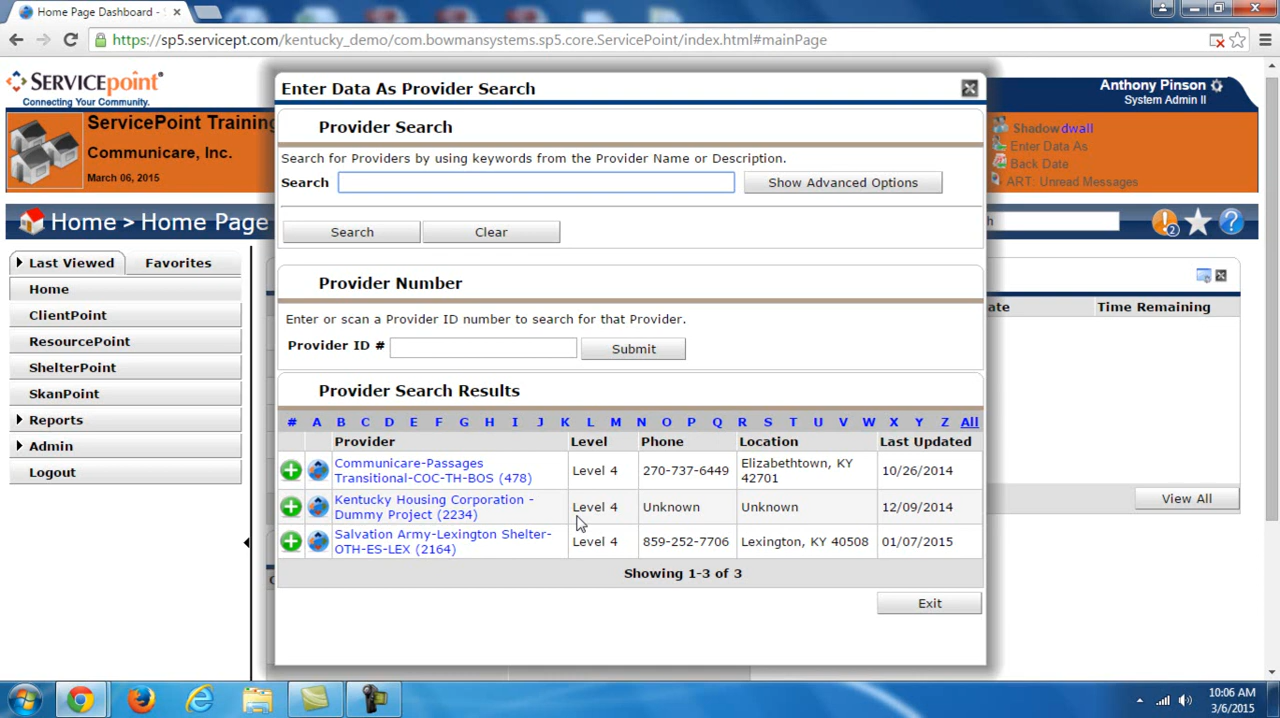 Home Page Dashboard -
https://sp5.servicept.com/kentucky_demo/com.bowmansystems.sp5.core.ServicePoint/index.html#mainPage
SERVICEpoint
Connecting Your Community.
ServicePoint Training
Communicare, Inc.
March 06, 2015
Anthony Pinson
System Admin II
Shadow dwall
Enter Data As
Back Date
ART: Unread Messages
Home > Home Page
Last Viewed
Favorites
Home
ClientPoint
ResourcePoint
ShelterPoint
SkanPoint
Reports
Admin
Logout
Enter Data As Provider Search
Provider Search
Search for Providers by using keywords from the Provider Name or Description.
Search
Show Advanced Options
Search
Clear
Provider Number
Enter or scan a Provider ID number to search for that Provider.
Provider ID #
Submit
Provider Search Results
# A B C D E F G H I J K L M N O P Q R S T U V W X Y Z All
Provider Level Phone Location Last Updated
Communicare-Passages
Transitional-COC-TH-BOS (478)
Level 4
270-737-6449
Elizabethtown, KY
42701
10/26/2014
Kentucky Housing Corporation -
Dummy Project (2234)
Level 4
Unknown
Unknown
12/09/2014
Salvation Army-Lexington Shelter-
OTH-ES-LEX (2164)
Level 4
859-252-7706
Lexington, KY 40508
01/07/2015
Showing 1-3 of 3
Exit
2
?
Time Remaining
View All
10:06 AM
3/6/2015